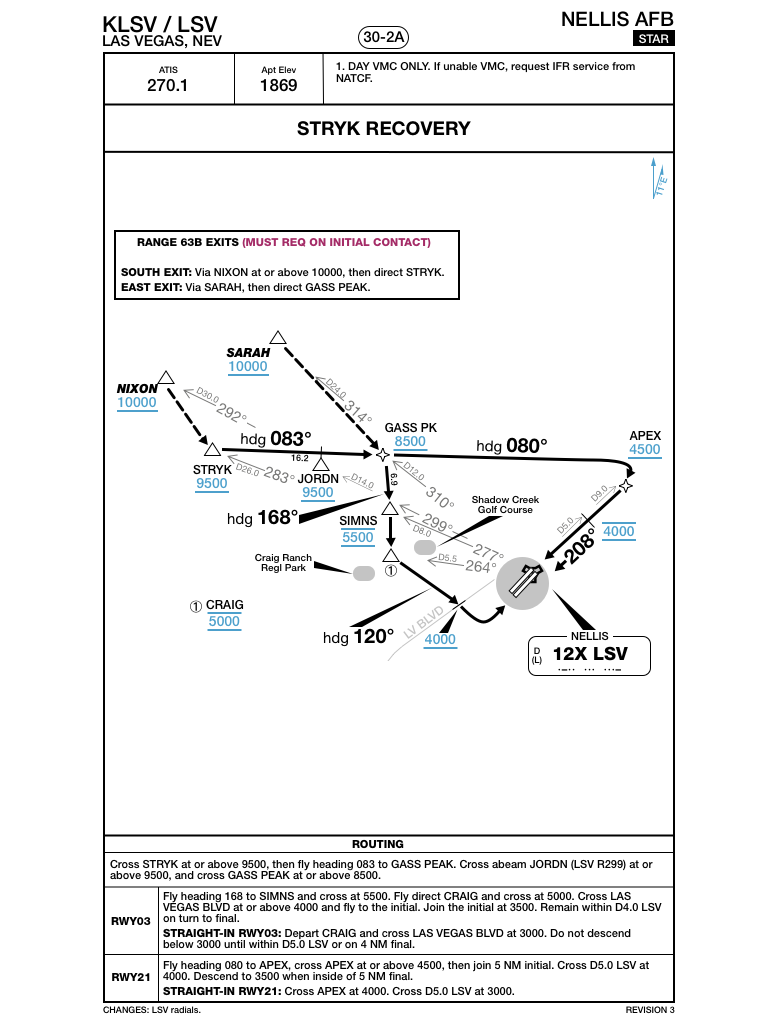 KLSV / LSV
LAS VEGAS, NEV
30-2A
NELLIS AFB
STAR
ATIS
270.1
Apt Elev
1869
1. DAY VMC ONLY. If unable VMC, request IFR service from
NATCF.
STRYK RECOVERY
11°E
RANGE 63B EXITS (MUST REQ ON INITIAL CONTACT)
SOUTH EXIT: Via NIXON at or above 10000, then direct STRYK.
EAST EXIT: Via SARAH, then direct GASS PEAK.
SARAH
10000
NIXON
10000
D30.0
292°
D24.0
314°
hdg 083°
16.2
GASS PK
8500
hdg 080°
APEX
4500
STRYK
9500
D26.0
283°
JORDN
9500
D14.0
6.9
D12.0
310°
D9.0
hdg 168°
SIMNS
5500
299°
D8.0
277°
Shadow Creek
Golf Course
D5.0
4000
208°
Craig Ranch
Regl Park
1
D5.5
264°
1 CRAIG
5000
hdg 120°
LV BLVD
4000
NELLIS
D
(L)
12X LSV
.-.. ... ...-
ROUTING
Cross STRYK at or above 9500, then fly heading 083 to GASS PEAK. Cross abeam JORDN (LSV R299) at or
above 9500, and cross GASS PEAK at or above 8500.
RWY03
Fly heading 168 to SIMNS and cross at 5500. Fly direct CRAIG and cross at 5000. Cross LAS
VEGAS BLVD at or above 4000 and fly to the initial. Join the initial at 3500. Remain within D4.0 LSV
on turn to final.
STRAIGHT-IN RWY03: Depart CRAIG and cross LAS VEGAS BLVD at 3000. Do not descend
below 3000 until within D5.0 LSV or on 4 NM final.
RWY21
Fly heading 080 to APEX, cross APEX at or above 4500, then join 5 NM initial. Cross D5.0 LSV at
4000. Descend to 3500 when inside of 5 NM final.
STRAIGHT-IN RWY21: Cross APEX at 4000. Cross D5.0 LSV at 3000.
CHANGES: LSV radials.
REVISION 3